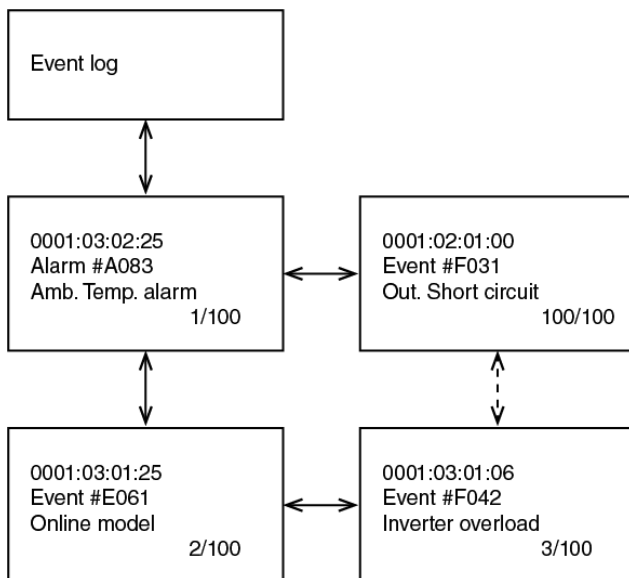 Event log
0001:03:02:25
Alarm #A083
Amb. Temp. alarm
1/100
0001:02:01:00
Event #F031
Out. Short circuit
100/100
0001:03:01:25
Event #E061
Online model
2/100
0001:03:01:06
Event #F042
Inverter overload
3/100